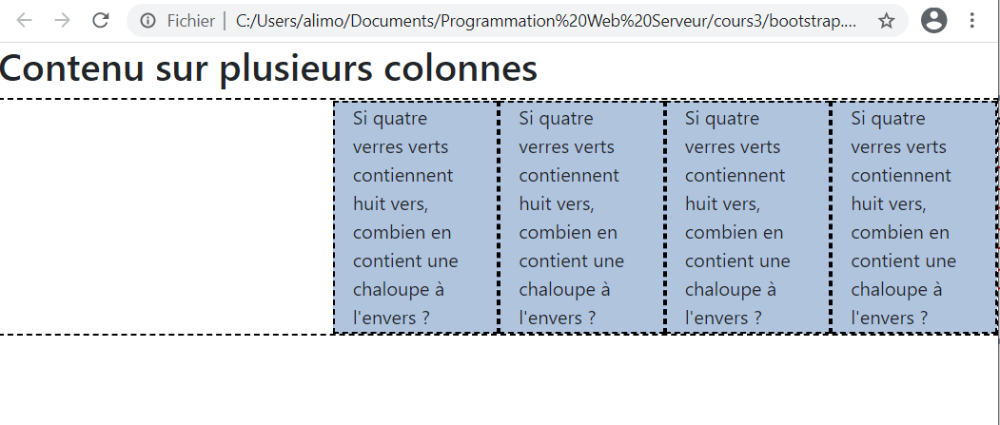 Fichier | C:/Users/alimo/Documents/Programmation%20Web%20Serveur/cours3/bootstrap....
Contenu sur plusieurs colonnes
Si quatre
verres verts
contiennent
huit vers,
combien en
contient une
chaloupe à
l'envers ?
Si quatre
verres verts
contiennent
huit vers,
combien en
contient une
chaloupe à
l'envers ?
Si quatre
verres verts
contiennent
huit vers,
combien en
contient une
chaloupe à
l'envers ?
Si quatre
verres verts
contiennent
huit vers,
combien en
contient une
chaloupe à
l'envers ?